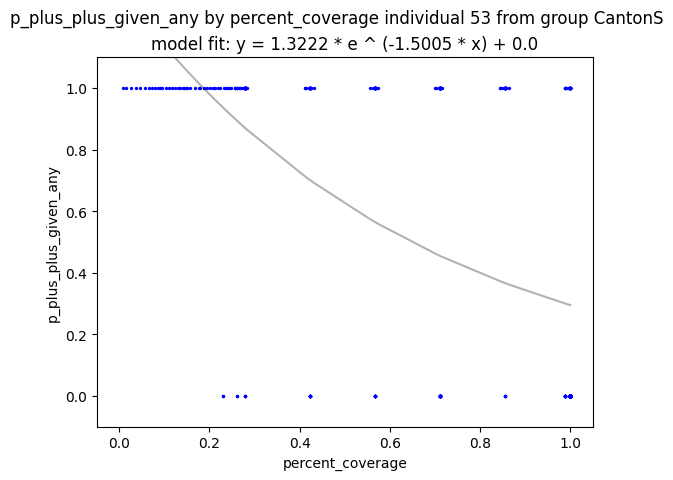 p_plus_plus_given_any by percent_coverage individual 53 from group CantonS
model fit: y = 1.3222 * e ^ (-1.5005 * x) + 0.0
1.0
0.8
0.6
0.4
0.2
0.0
p_plus_plus_given_any
0.0 0.2 0.4 0.6 0.8 1.0
percent_coverage